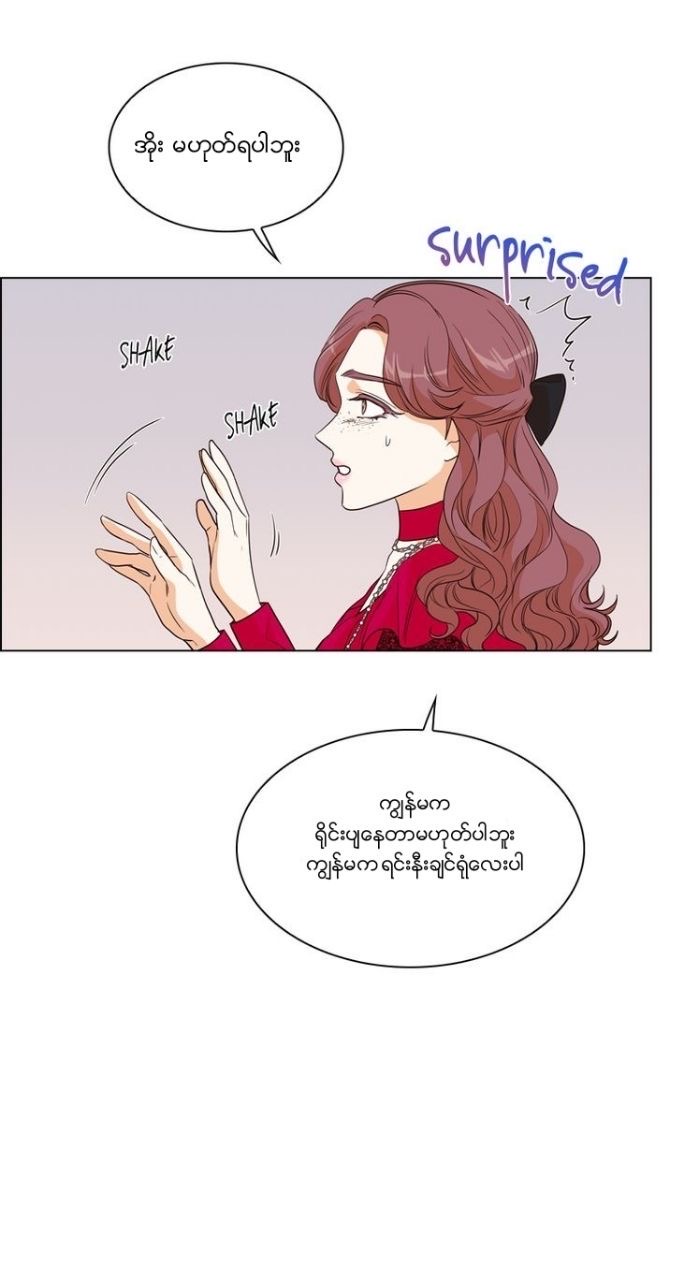 အိုး မဟုတ်ရပါဘူး
surprised
SHAKE
SHAKE
ကျွန်မက
ရိုင်းပျနေတာမဟုတ်ပါဘူး
ကျွန်မကရင်းနီးချင်ရုံလေးပါ